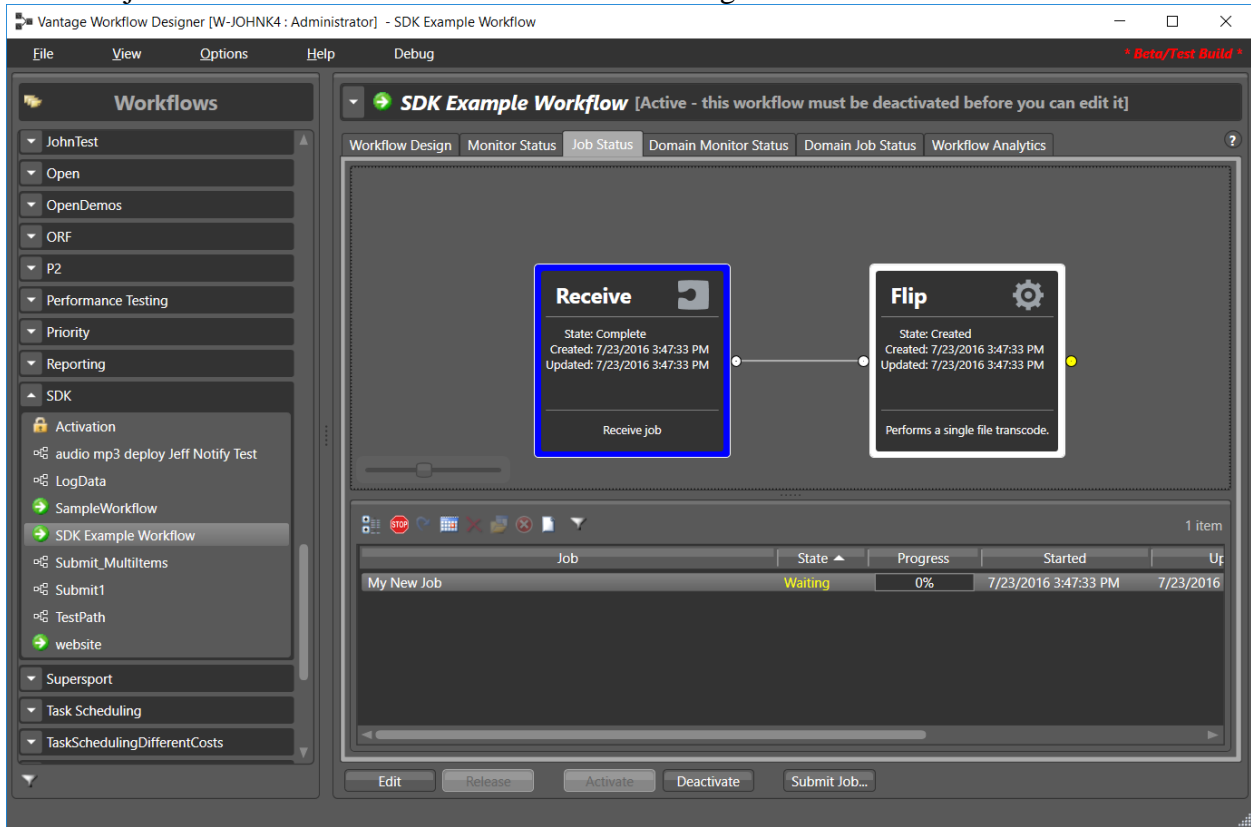 Vantage Workflow Designer [W-JOHNK4 : Administrator] - SDK Example Workflow
File View Options Help Debug * Beta/Test Build *
Workflows
JohnTest
Open
OpenDemos
ORF
P2
Performance Testing
Priority
Reporting
SDK
Activation
audio mp3 deploy Jeff Notify Test
LogData
SampleWorkflow
SDK Example Workflow
Submit_MultiItems
Submit1
TestPath
website
Supersport
Task Scheduling
TaskSchedulingDifferentCosts
SDK Example Workflow [Active - this workflow must be deactivated before you can edit it]
Workflow Design Monitor Status Job Status Domain Monitor Status Domain Job Status Workflow Analytics ?
Receive
State: Complete
Created: 7/23/2016 3:47:33 PM
Updated: 7/23/2016 3:47:33 PM
Receive job
Flip
State: Created
Created: 7/23/2016 3:47:33 PM
Updated: 7/23/2016 3:47:33 PM
Performs a single file transcode.
STOP 1 item
Job State Progress Started Up
My New Job Waiting 0% 7/23/2016 3:47:33 PM 7/23/2016
Edit Release Activate Deactivate Submit Job...